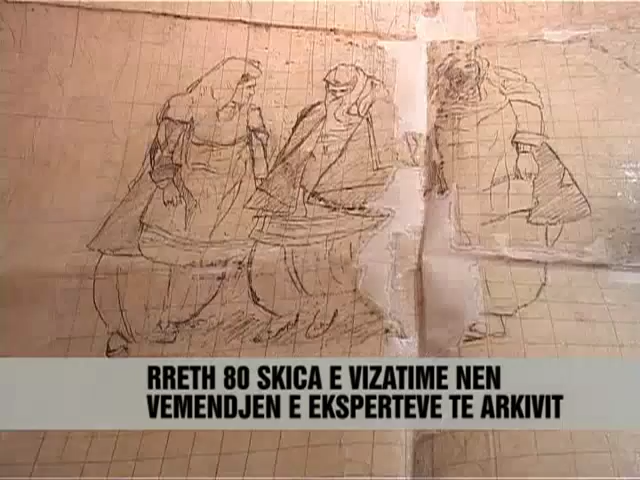 RRETH 80 SKICA E VIZATIME NEN
VEMENDJEN E EKSPERTEVE TE ARKIVIT